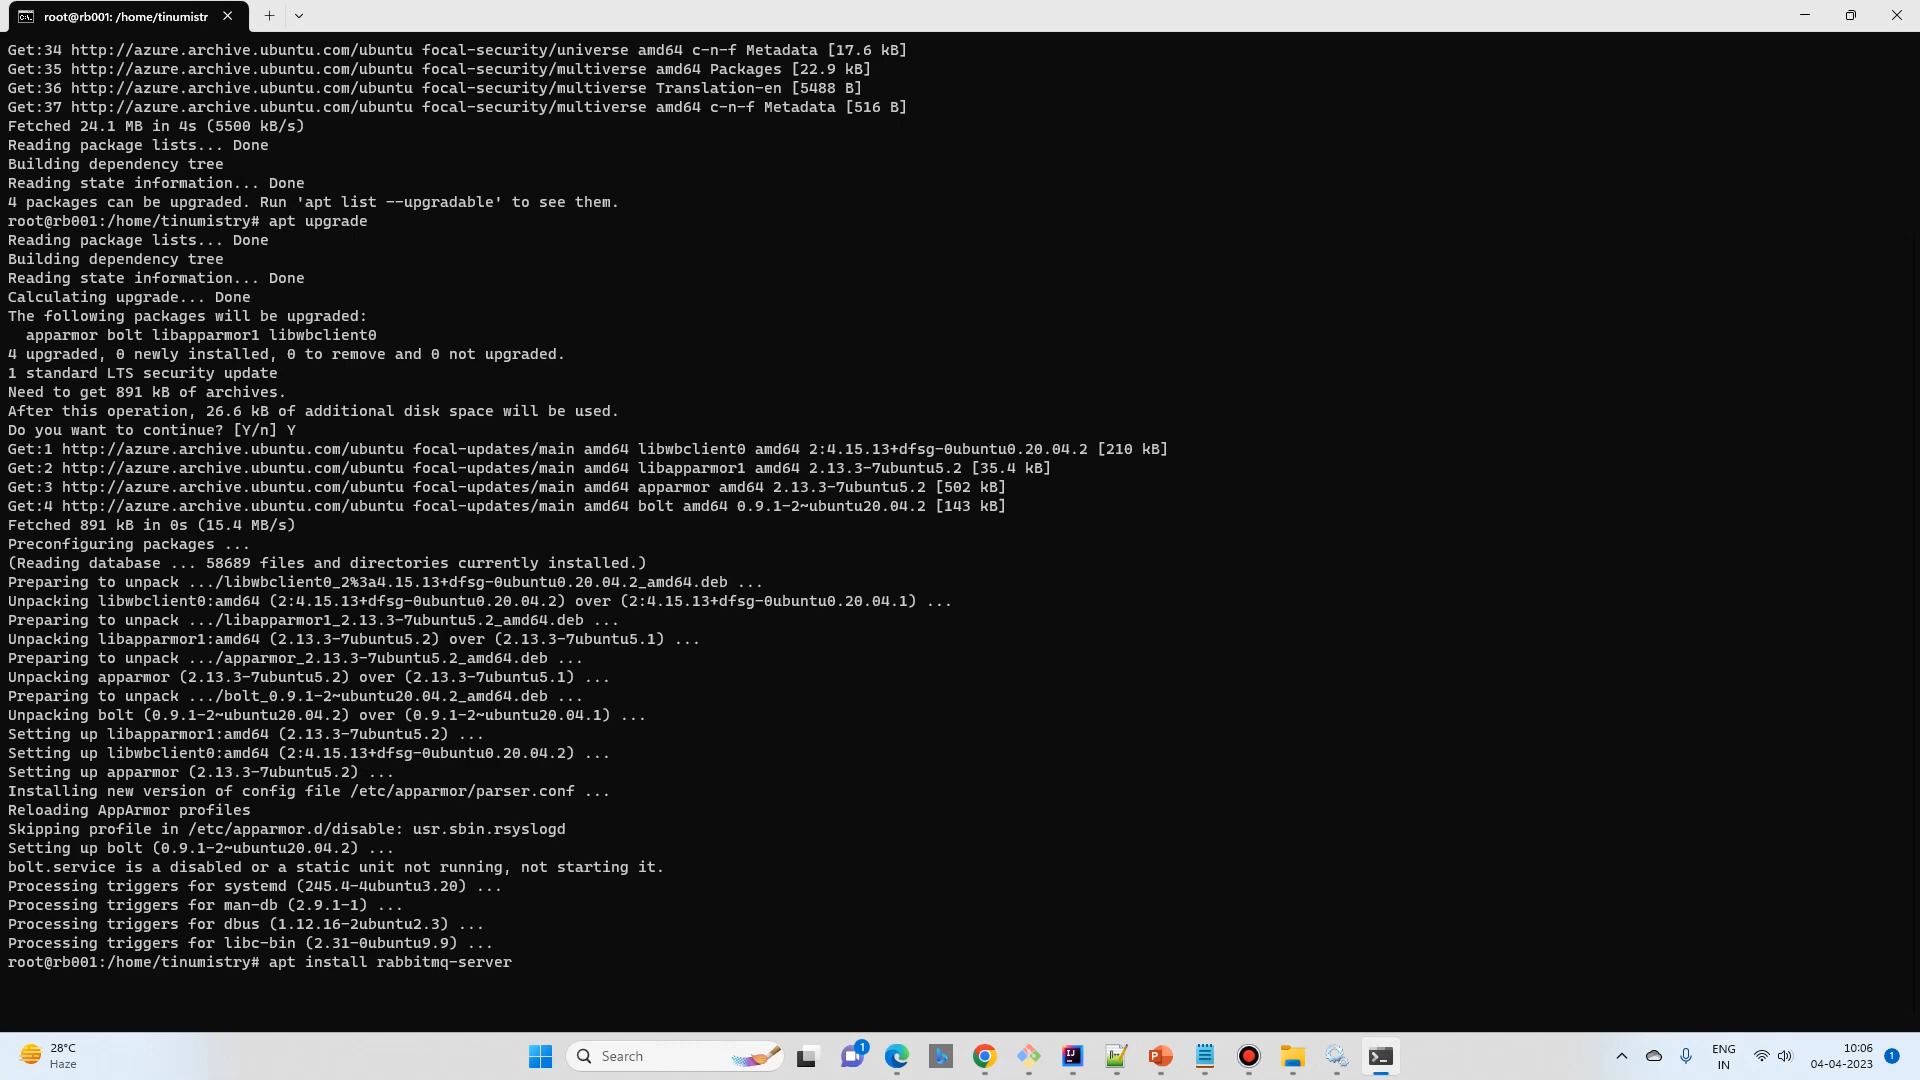 root@rb001: /home/tinumistr
Get:34 http://azure.archive.ubuntu.com/ubuntu focal-security/universe amd64 c-n-f Metadata [17.6 kB]
Get:35 http://azure.archive.ubuntu.com/ubuntu focal-security/multiverse amd64 Packages [22.9 kB]
Get:36 http://azure.archive.ubuntu.com/ubuntu focal-security/multiverse Translation-en [5488 B]
Get:37 http://azure.archive.ubuntu.com/ubuntu focal-security/multiverse amd64 c-n-f Metadata [516 B]
Fetched 24.1 MB in 4s (5500 kB/s)
Reading package lists... Done
Building dependency tree
Reading state information... Done
4 packages can be upgraded. Run 'apt list --upgradable' to see them.
root@rb001:/home/tinumistry# apt upgrade
Reading package lists... Done
Building dependency tree
Reading state information... Done
Calculating upgrade... Done
The following packages will be upgraded:
  apparmor bolt libapparmor1 libwbclient0
4 upgraded, 0 newly installed, 0 to remove and 0 not upgraded.
1 standard LTS security update
Need to get 891 kB of archives.
After this operation, 26.6 kB of additional disk space will be used.
Do you want to continue? [Y/n] Y
Get:1 http://azure.archive.ubuntu.com/ubuntu focal-updates/main amd64 libwbclient0 amd64 2:4.15.13+dfsg-0ubuntu0.20.04.2 [210 kB]
Get:2 http://azure.archive.ubuntu.com/ubuntu focal-updates/main amd64 libapparmor1 amd64 2.13.3-7ubuntu5.2 [35.4 kB]
Get:3 http://azure.archive.ubuntu.com/ubuntu focal-updates/main amd64 apparmor amd64 2.13.3-7ubuntu5.2 [502 kB]
Get:4 http://azure.archive.ubuntu.com/ubuntu focal-updates/main amd64 bolt amd64 0.9.1-2~ubuntu20.04.2 [143 kB]
Fetched 891 kB in 0s (15.4 MB/s)
Preconfiguring packages ...
(Reading database ... 58689 files and directories currently installed.)
Preparing to unpack .../libwbclient0_2%3a4.15.13+dfsg-0ubuntu0.20.04.2_amd64.deb ...
Unpacking libwbclient0:amd64 (2:4.15.13+dfsg-0ubuntu0.20.04.2) over (2:4.15.13+dfsg-0ubuntu0.20.04.1) ...
Preparing to unpack .../libapparmor1_2.13.3-7ubuntu5.2_amd64.deb ...
Unpacking libapparmor1:amd64 (2.13.3-7ubuntu5.2) over (2.13.3-7ubuntu5.1) ...
Preparing to unpack .../apparmor_2.13.3-7ubuntu5.2_amd64.deb ...
Unpacking apparmor (2.13.3-7ubuntu5.2) over (2.13.3-7ubuntu5.1) ...
Preparing to unpack .../bolt_0.9.1-2~ubuntu20.04.2_amd64.deb ...
Unpacking bolt (0.9.1-2~ubuntu20.04.2) over (0.9.1-2~ubuntu20.04.1) ...
Setting up libapparmor1:amd64 (2.13.3-7ubuntu5.2) ...
Setting up libwbclient0:amd64 (2:4.15.13+dfsg-0ubuntu0.20.04.2) ...
Setting up apparmor (2.13.3-7ubuntu5.2) ...
Installing new version of config file /etc/apparmor/parser.conf ...
Reloading AppArmor profiles
Skipping profile in /etc/apparmor.d/disable: usr.sbin.rsyslogd
Setting up bolt (0.9.1-2~ubuntu20.04.2) ...
bolt.service is a disabled or a static unit not running, not starting it.
Processing triggers for systemd (245.4-4ubuntu3.20) ...
Processing triggers for man-db (2.9.1-1) ...
Processing triggers for dbus (1.12.16-2ubuntu2.3) ...
Processing triggers for libc-bin (2.31-0ubuntu9.9) ...
root@rb001:/home/tinumistry# apt install rabbitmq-server
28°C
Haze
Search
1
ENG
IN
10:06
04-04-2023
1